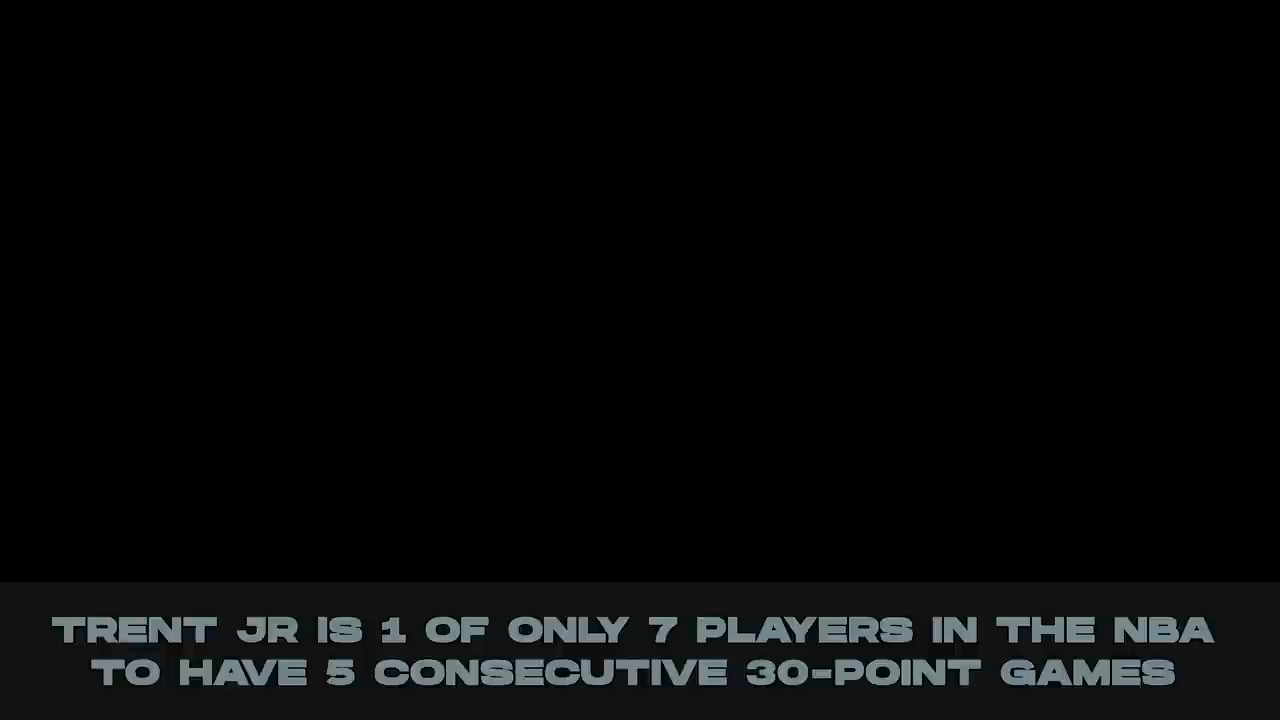 TRENT JR IS 1 OF ONLY 7 PLAYERS IN THE NBA
TO HAVE 5 CONSECUTIVE 30-POINT GAMES